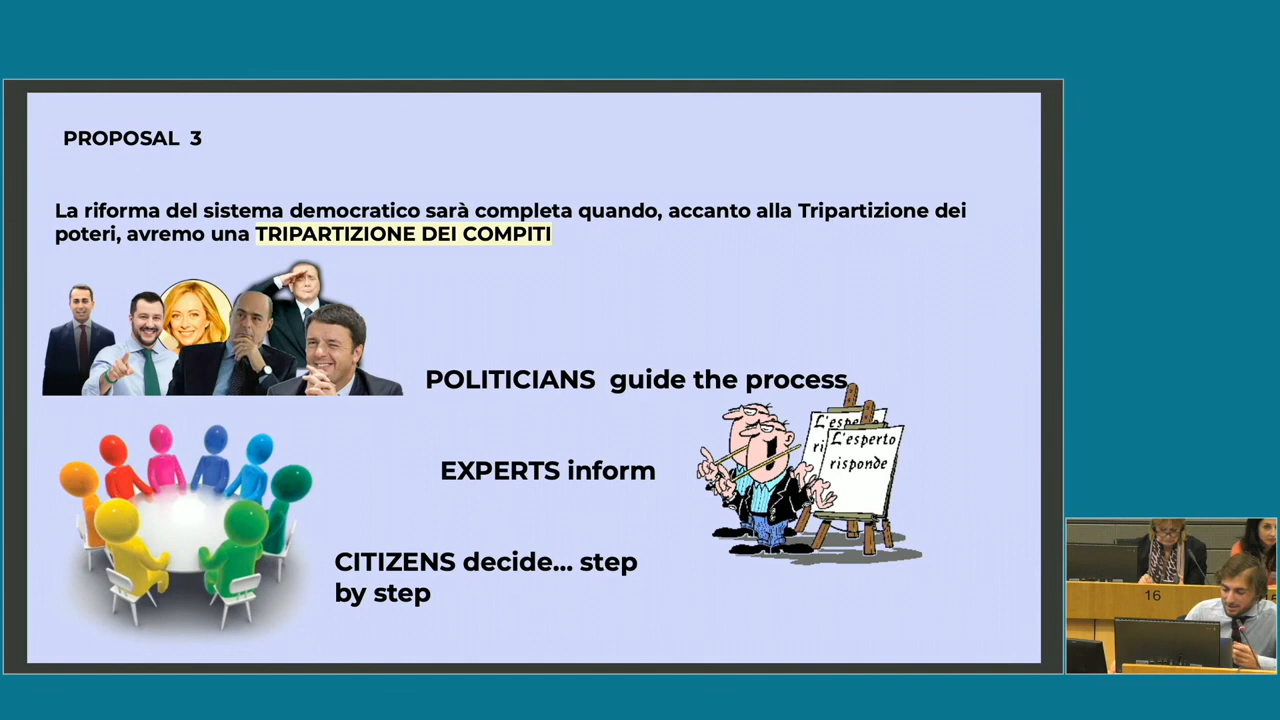 PROPOSAL 3
La riforma del sistema democratico sarà completa quando, accanto alla Tripartizione dei
poteri, avremo una TRIPARTIZIONE DEI COMPITI
POLITICIANS guide the process
L'esperto
risponde
EXPERTS inform
CITIZENS decide... step
by step
16